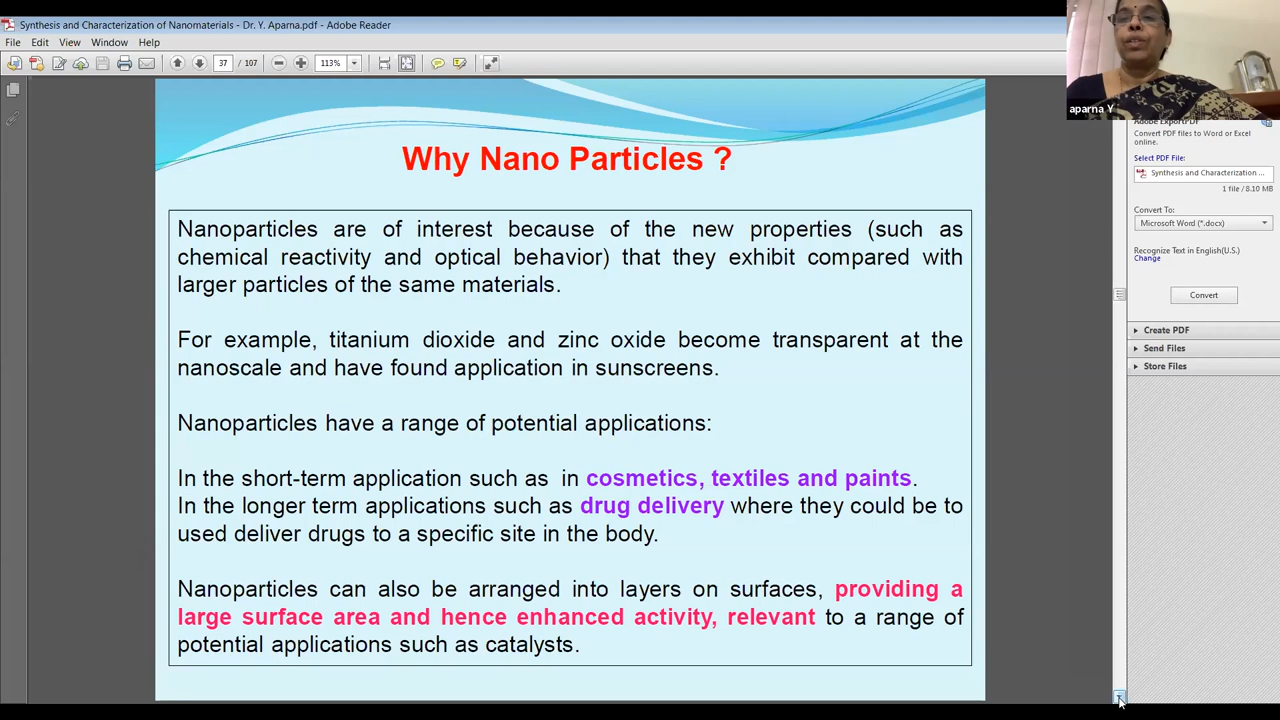 Synthesis and Characterization of Nanomaterials - Dr. Y. Aparna.pdf - Adobe Reader
File Edit View Window Help
37 / 107 113%
aparna Y
Adobe ExportPDF
Convert PDF files to Word or Excel
online.
Select PDF File:
Synthesis and Characterization ...
1 file / 8.10 MB
Convert To:
Microsoft Word (*.docx)
Recognize Text in English(U.S.)
Change
Convert
Create PDF
Send Files
Store Files
Why Nano Particles ?
Nanoparticles are of interest because of the new properties (such as
chemical reactivity and optical behavior) that they exhibit compared with
larger particles of the same materials.
For example, titanium dioxide and zinc oxide become transparent at the
nanoscale and have found application in sunscreens.
Nanoparticles have a range of potential applications:
In the short-term application such as in cosmetics, textiles and paints.
In the longer term applications such as drug delivery where they could be to
used deliver drugs to a specific site in the body.
Nanoparticles can also be arranged into layers on surfaces, providing a
large surface area and hence enhanced activity, relevant to a range of
potential applications such as catalysts.